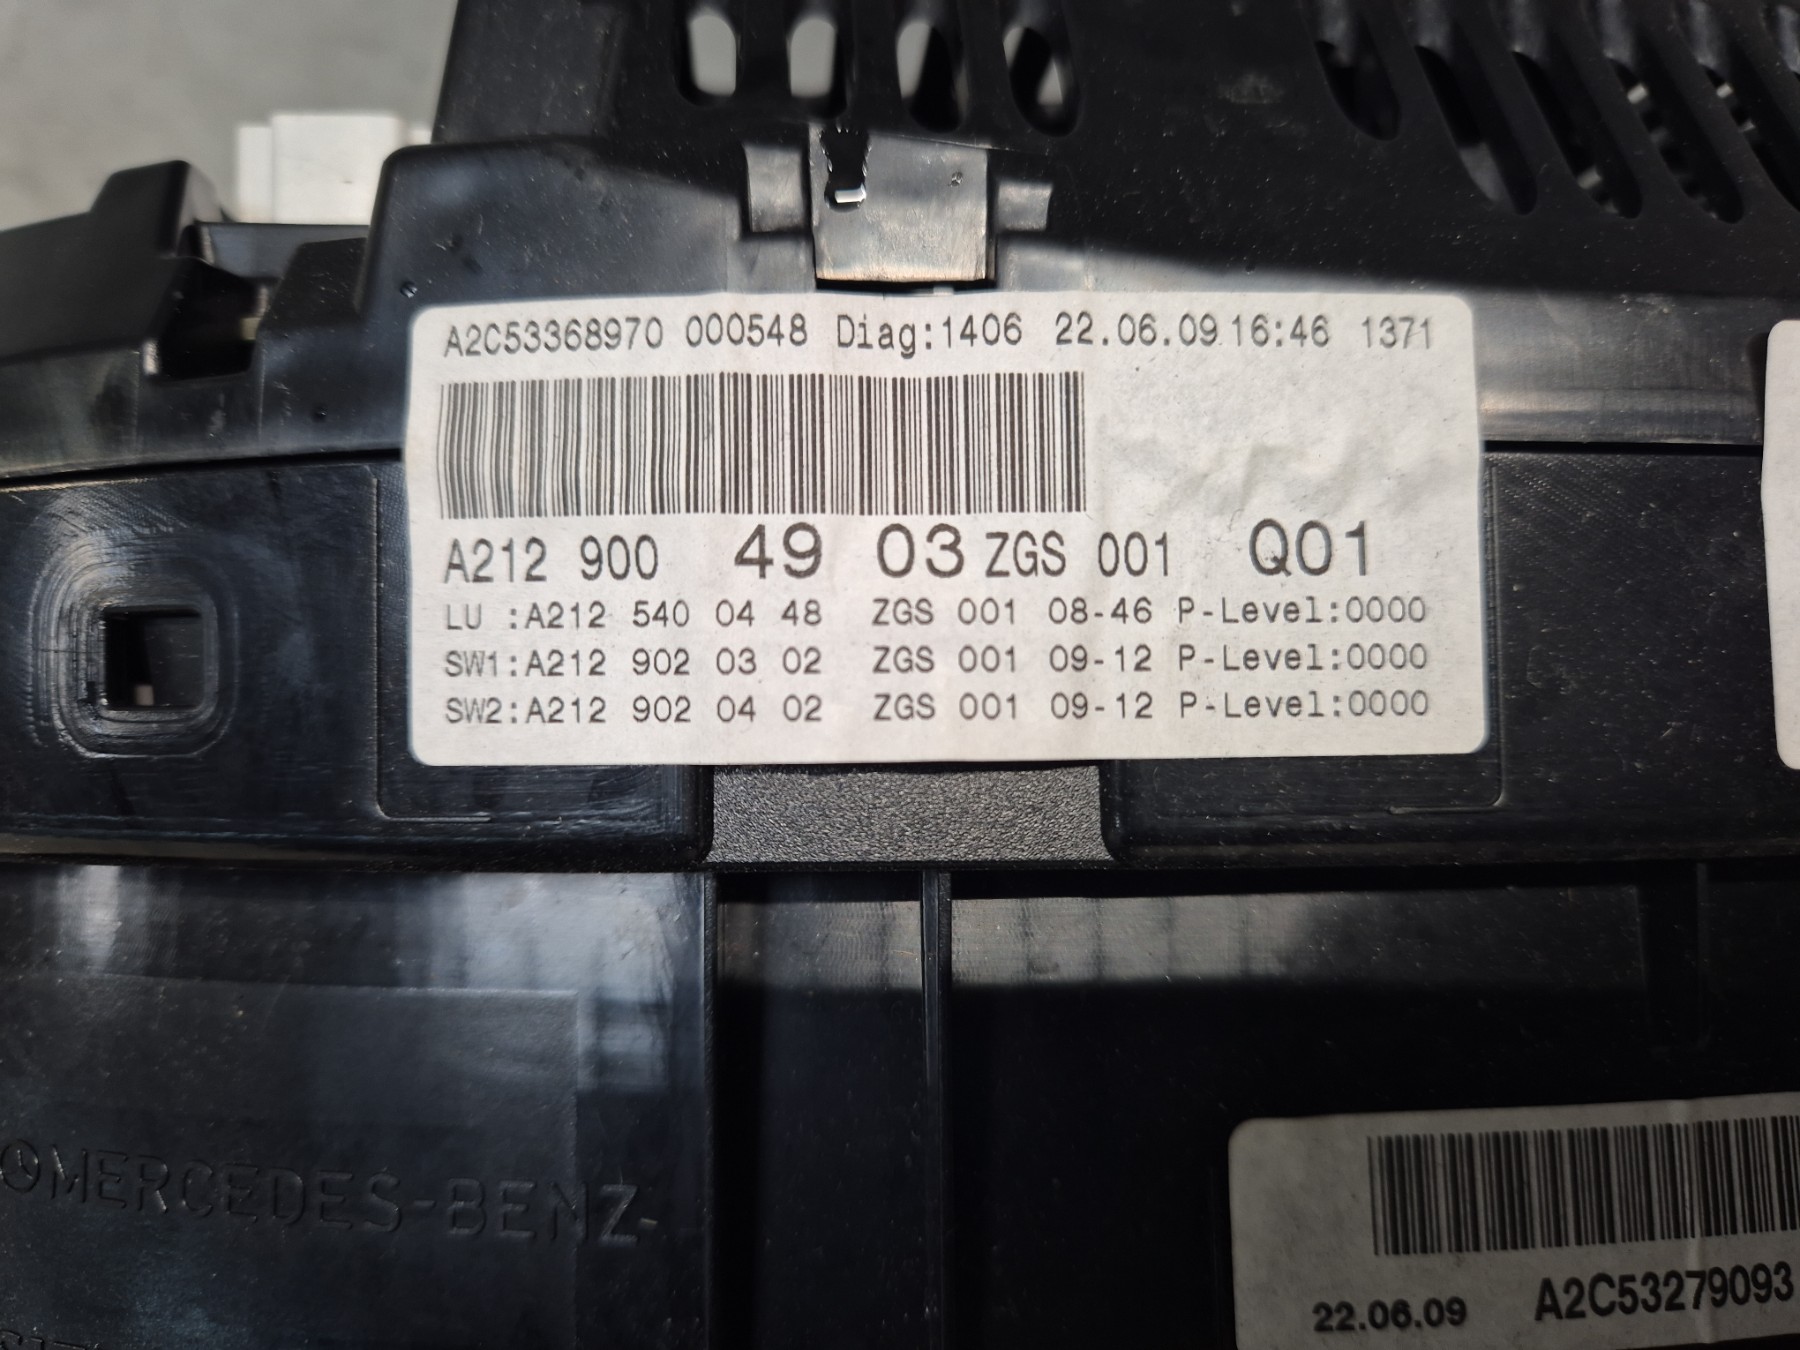 A2C53368970 000548 Diag:1406 22.06.09 16:46 1371
A212 900 49 03 ZGS 001 Q01
LU :A212 540 04 48 ZGS 001 08-46 P-Level:0000
SW1:A212 902 03 02 ZGS 001 09-12 P-Level:0000
SW2:A212 902 04 02 ZGS 001 09-12 P-Level:0000
MERCEDES-BENZ
22.06.09 A2C53279093